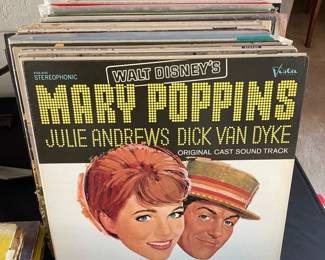 STEREOPHONIC
WALT DISNEY'S
Vista
MARY POPPINS
JULIE ANDREWS DICK VAN DYKE
ORIGINAL CAST SOUND TRACK